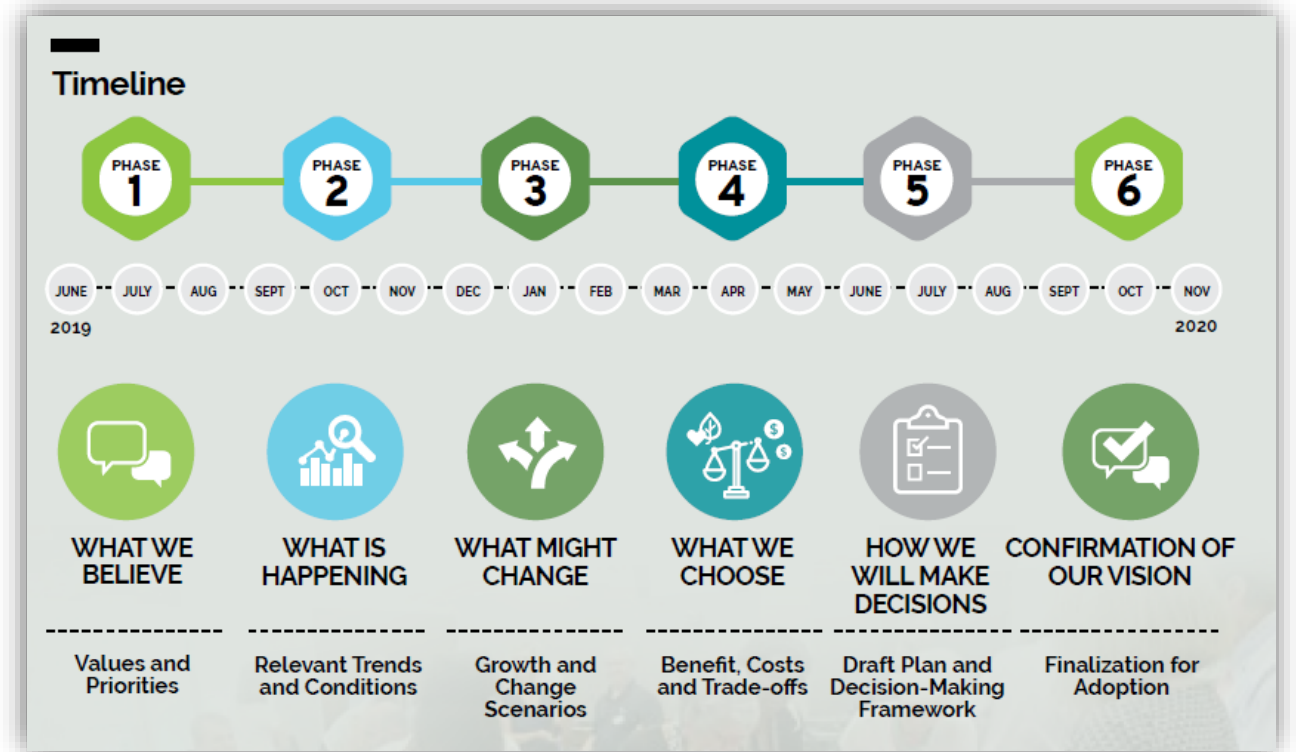 Timeline
PHASE
1
PHASE
2
PHASE
3
PHASE
4
PHASE
5
PHASE
6
JUNE JULY AUG SEPT OCT NOV DEC JAN FEB MAR APR MAY JUNE JULY AUG SEPT OCT NOV
2019
2020
$
$
WHAT WE
BELIEVE
WHAT IS
HAPPENING
WHAT MIGHT
CHANGE
WHAT WE
CHOOSE
HOW WE
WILL MAKE
DECISIONS
CONFIRMATION OF
OUR VISION
Values and
Priorities
Relevant Trends
and Conditions
Growth and
Change
Scenarios
Benefit, Costs
and Trade-offs
Draft Plan and
Decision-Making
Framework
Finalization for
Adoption